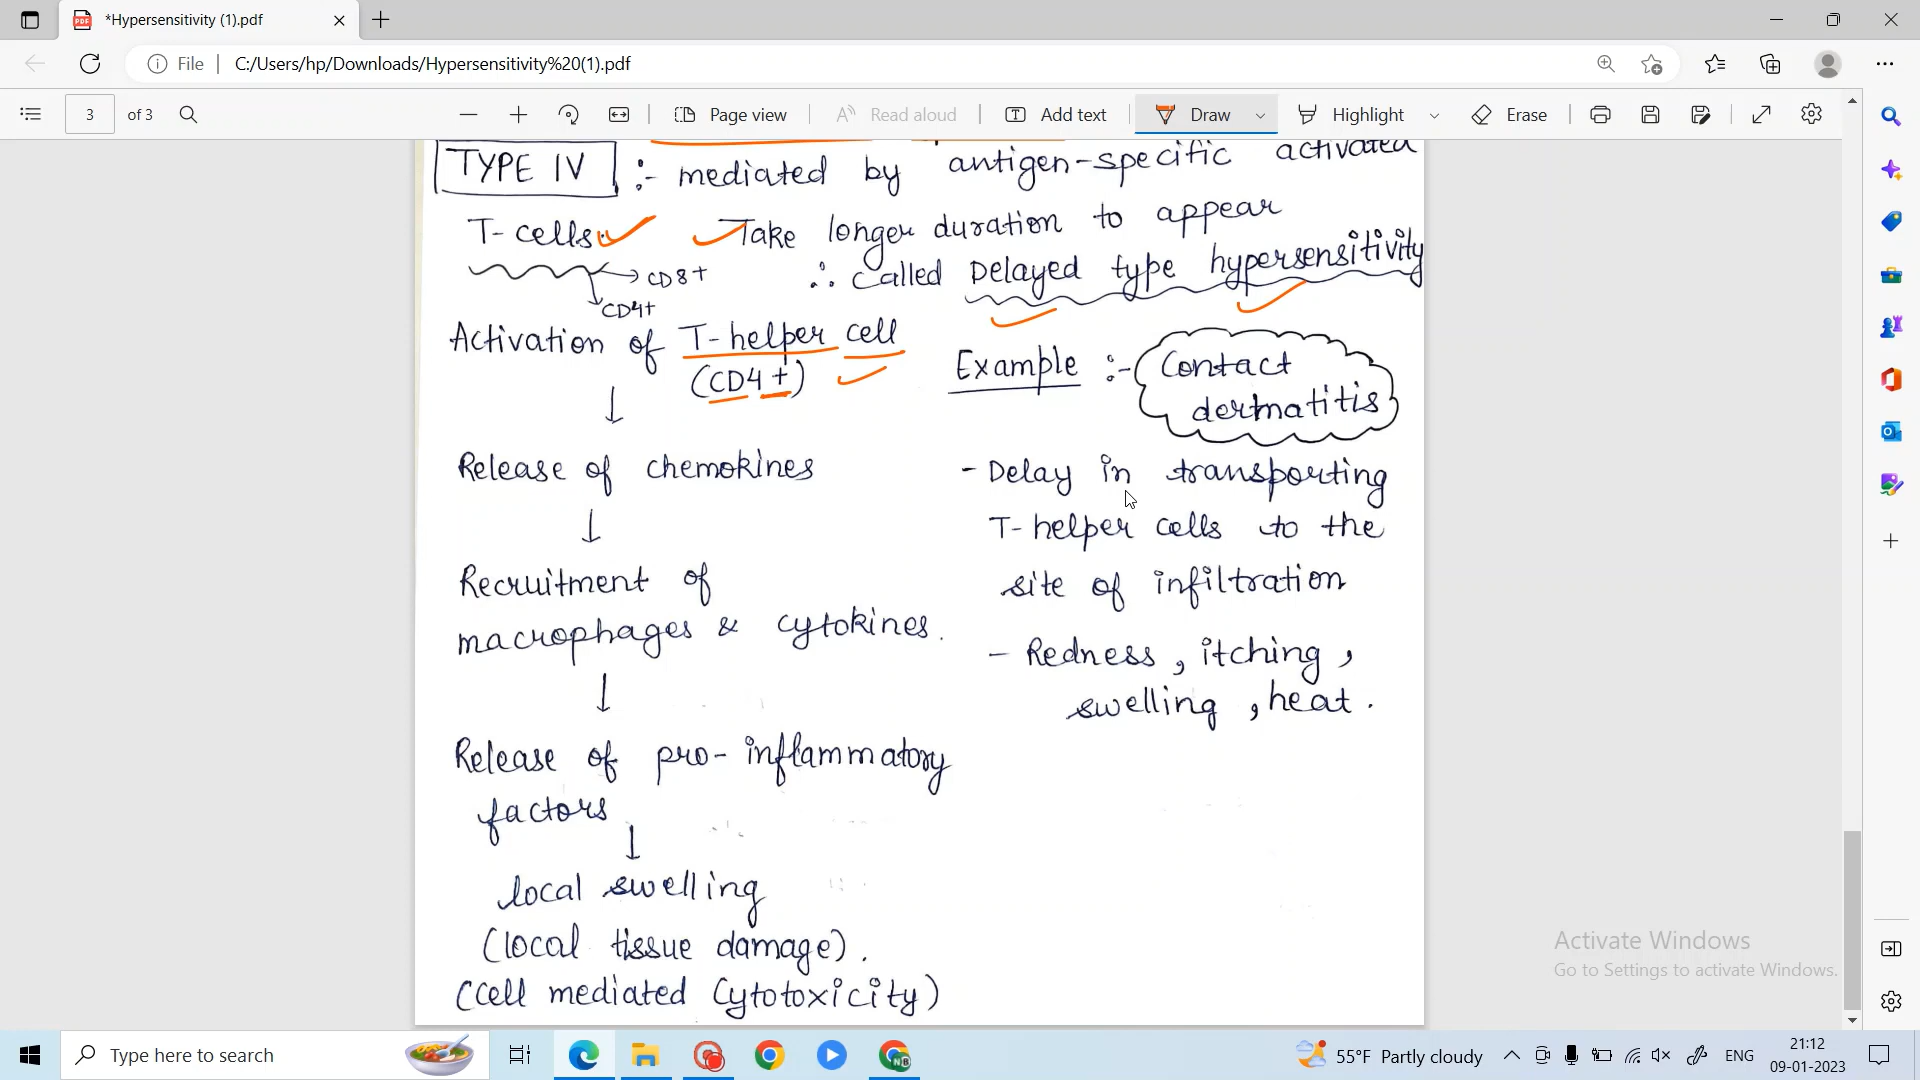 *Hypersensitivity (1).pdf
File
C:/Users/hp/Downloads/Hypersensitivity%20(1).pdf
3 of 3
Page view
Read aloud
Add text
Draw
Highlight
Erase
TYPE IV :- mediated by antigen-specific activated
T-cells. Take longer duration to appear
CD8+
CD4+
∴ called Delayed type hypersensitivity
Activation of T-helper cell
(CD4+)
↓
Release of chemokines
↓
Recruitment of
macrophages & cytokines.
↓
Release of pro-inflammatory
factors
↓
local swelling
(local tissue damage).
(cell mediated cytotoxicity)
Example :- Contact
dermatitis
- Delay in transporting
T-helper cells to the
site of infiltration
- Redness, itching,
swelling, heat.
Activate Windows
Go to Settings to activate Windows.
Type here to search
55°F Partly cloudy
ENG
21:12
09-01-2023